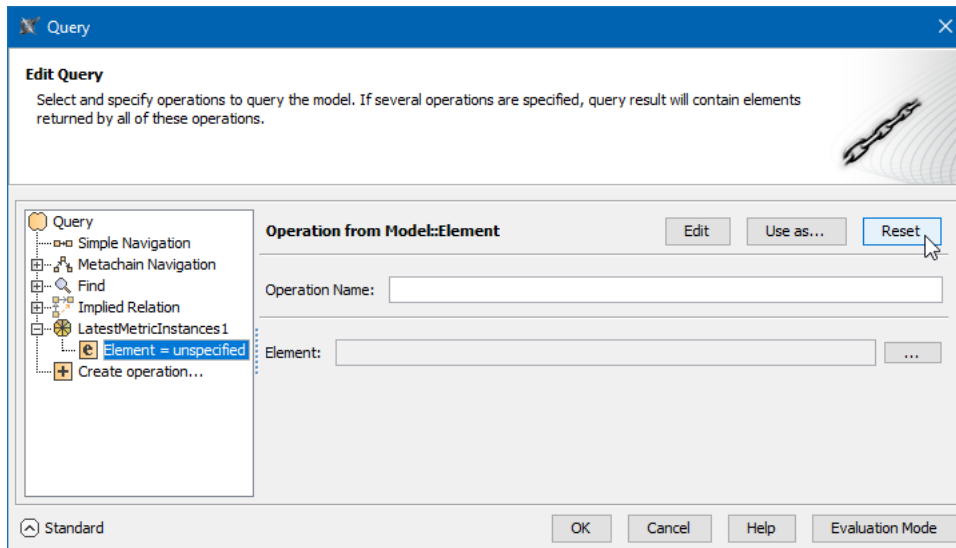 Query
Edit Query
Select and specify operations to query the model. If several operations are specified, query result will contain elements
returned by all of these operations.
Query
Simple Navigation
Metachain Navigation
Find
Implied Relation
LatestMetricInstances1
Element = unspecified
Create operation...
Operation from Model::Element
Edit
Use as...
Reset
Operation Name:
Element:
...
Standard
OK
Cancel
Help
Evaluation Mode